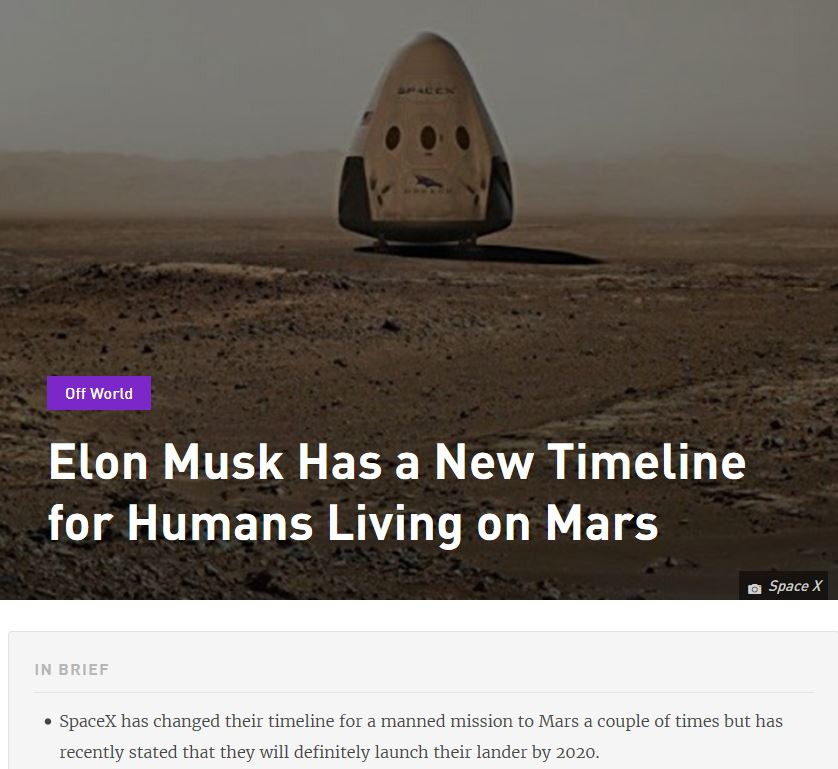 SPACEX
DRAGON
Off World
Elon Musk Has a New Timeline
for Humans Living on Mars
Space X
IN BRIEF
• SpaceX has changed their timeline for a manned mission to Mars a couple of times but has
recently stated that they will definitely launch their lander by 2020.